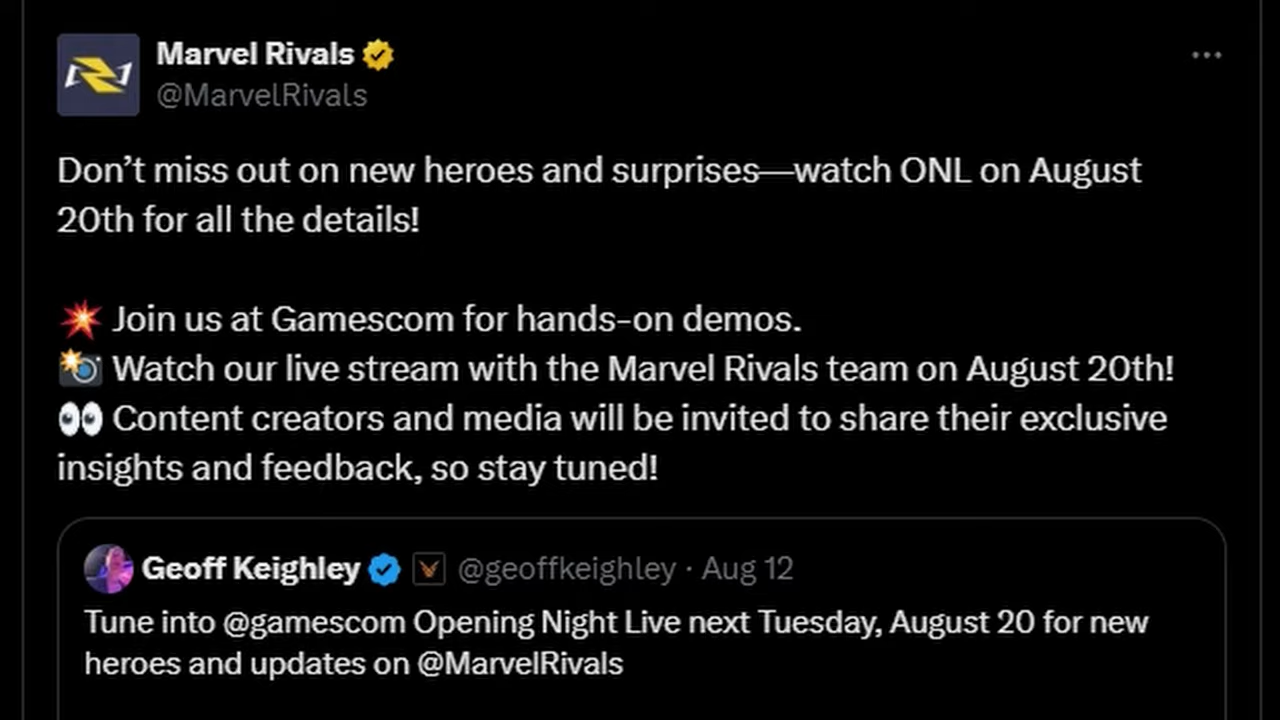 Marvel Rivals
@MarvelRivals
Don’t miss out on new heroes and surprises—watch ONL on August
20th for all the details!
💥 Join us at Gamescom for hands-on demos.
📸 Watch our live stream with the Marvel Rivals team on August 20th!
👀 Content creators and media will be invited to share their exclusive
insights and feedback, so stay tuned!
Geoff Keighley @geoffkeighley · Aug 12
Tune into @gamescom Opening Night Live next Tuesday, August 20 for new
heroes and updates on @MarvelRivals